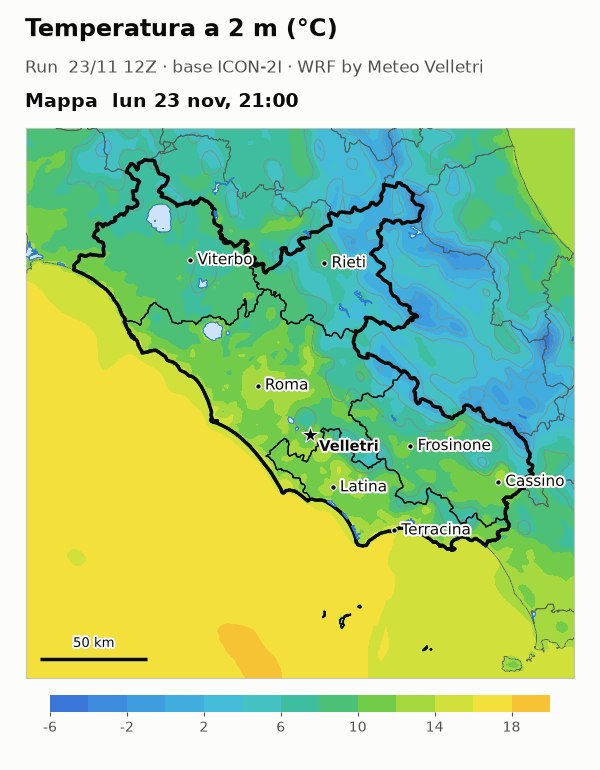 Temperatura a 2 m (°C)
Run  23/11 12Z · base ICON-2I · WRF by Meteo Velletri
Mappa  lun 23 nov, 21:00
Viterbo
Rieti
Roma
Velletri
Frosinone
Cassino
Latina
Terracina
50 km
-6 -2 2 6 10 14 18